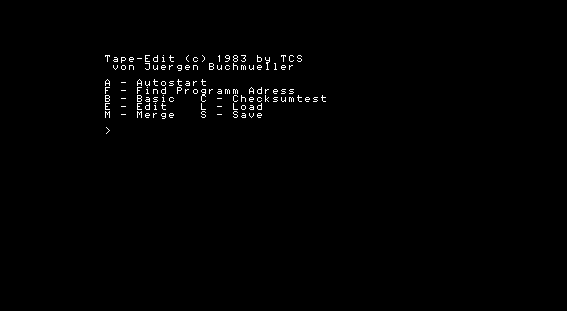 Tape-Edit (c) 1983 by TCS
von Juergen Buchmueller
A - Autostart
F - Find Programm Adress
B - Basic   C - Checksumtest
E - Edit    L - Load
M - Merge   S - Save
>